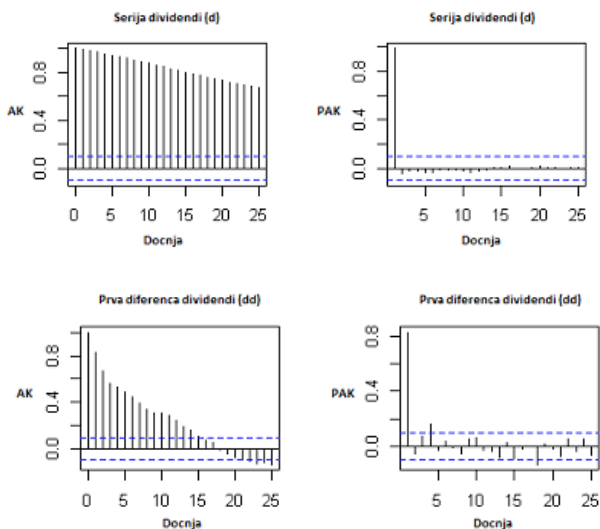 Serija dividendi (d)
AK
0.8
0.4
0.0
0 5 10 15 20 25
Docnja
Serija dividendi (d)
PAK
0.8
0.4
0.0
5 10 15 20 25
Docnja
Prva diferenca dividendi (dd)
AK
0.8
0.4
0.0
0 5 10 15 20 25
Docnja
Prva diferenca dividendi (dd)
PAK
0.8
0.4
0.0
5 10 15 20 25
Docnja